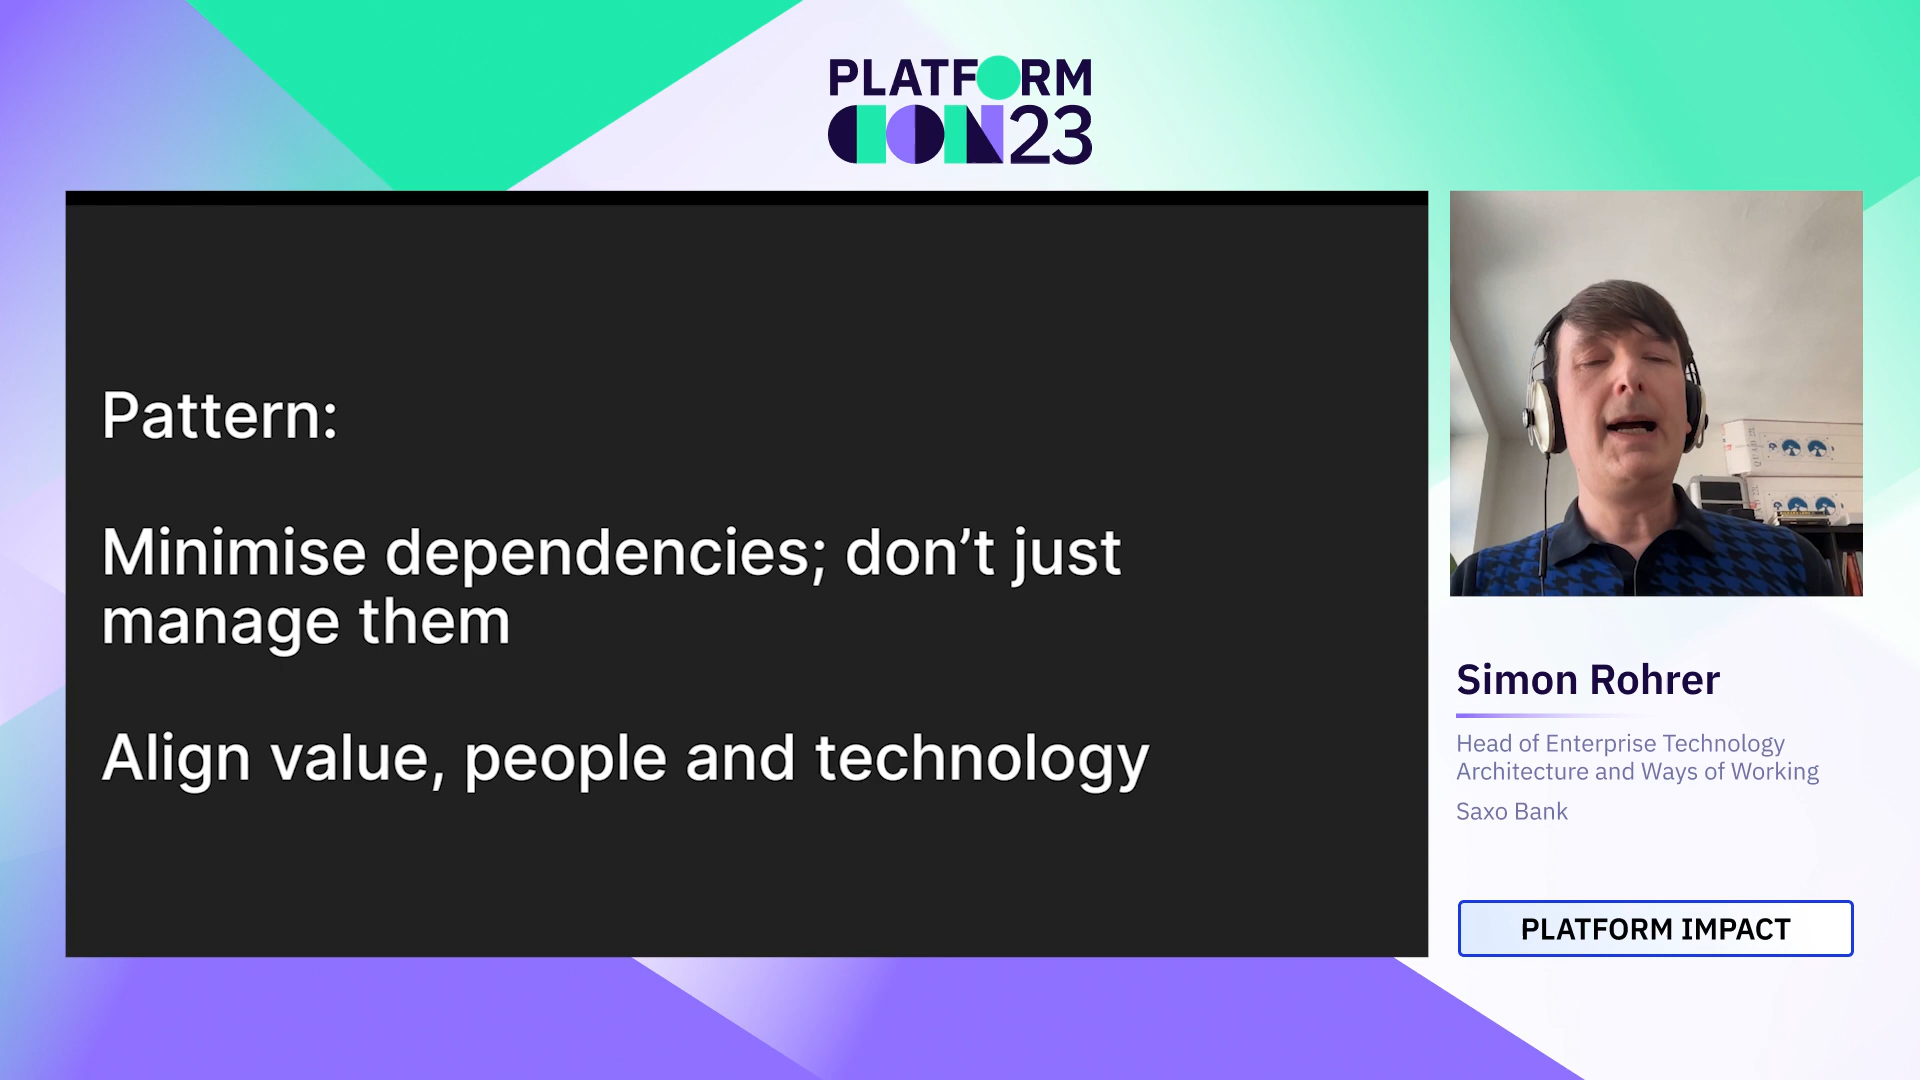 PLATFORM
CON23
Pattern:
Minimise dependencies; don’t just
manage them
Align value, people and technology
Simon Rohrer
Head of Enterprise Technology
Architecture and Ways of Working
Saxo Bank
PLATFORM IMPACT